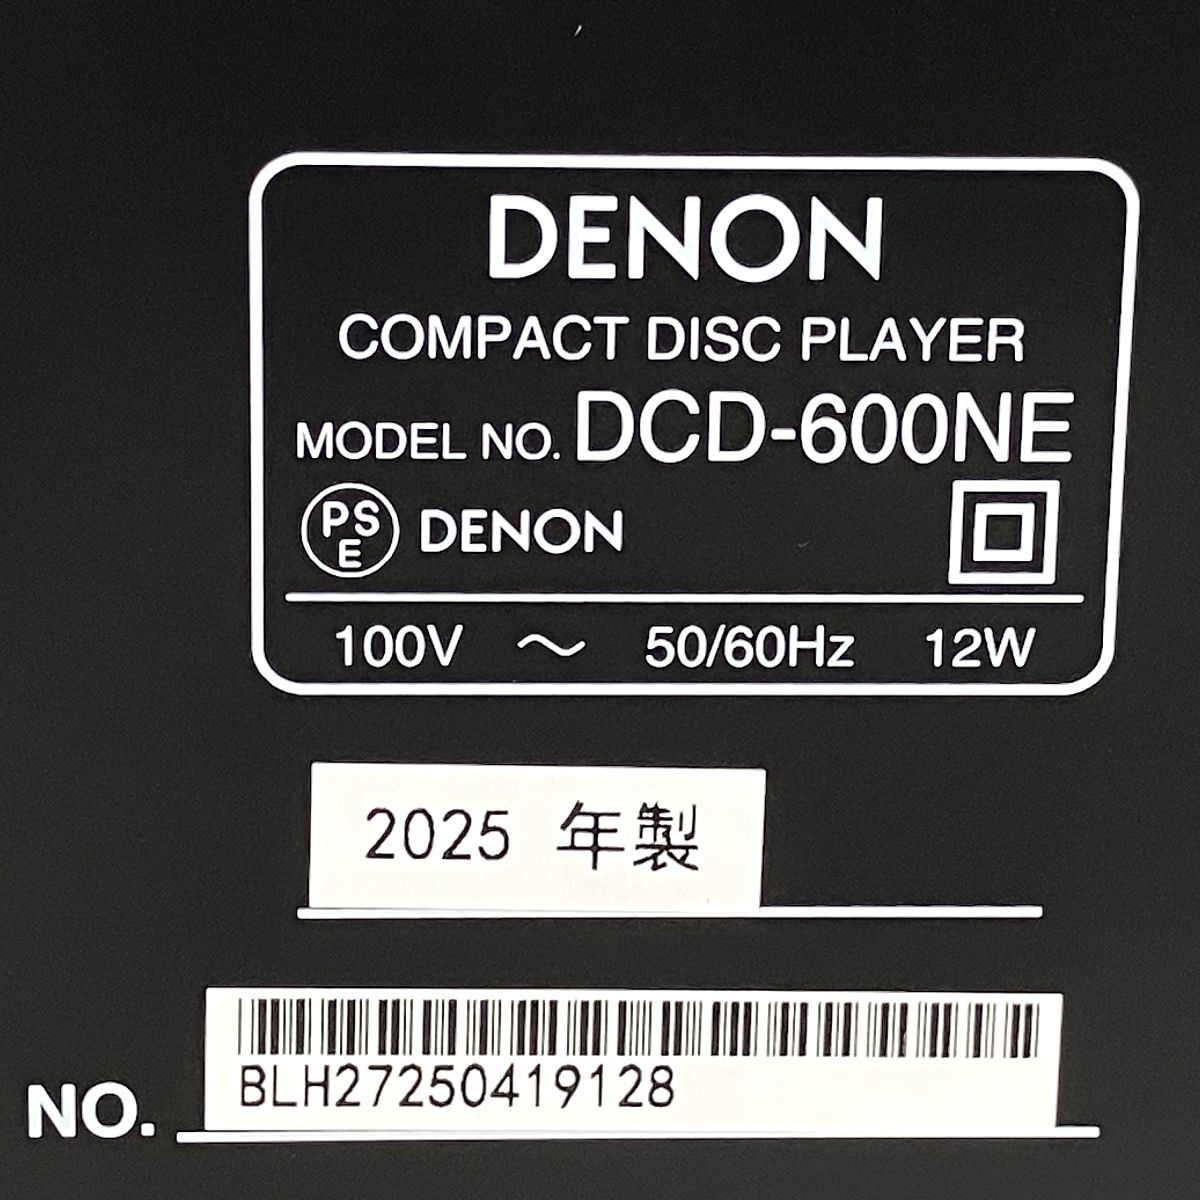 DENON
COMPACT DISC PLAYER
MODEL NO. DCD-600NE
PSE DENON
100V ～ 50/60Hz 12W
2025 年製
BLH27250419128
NO.